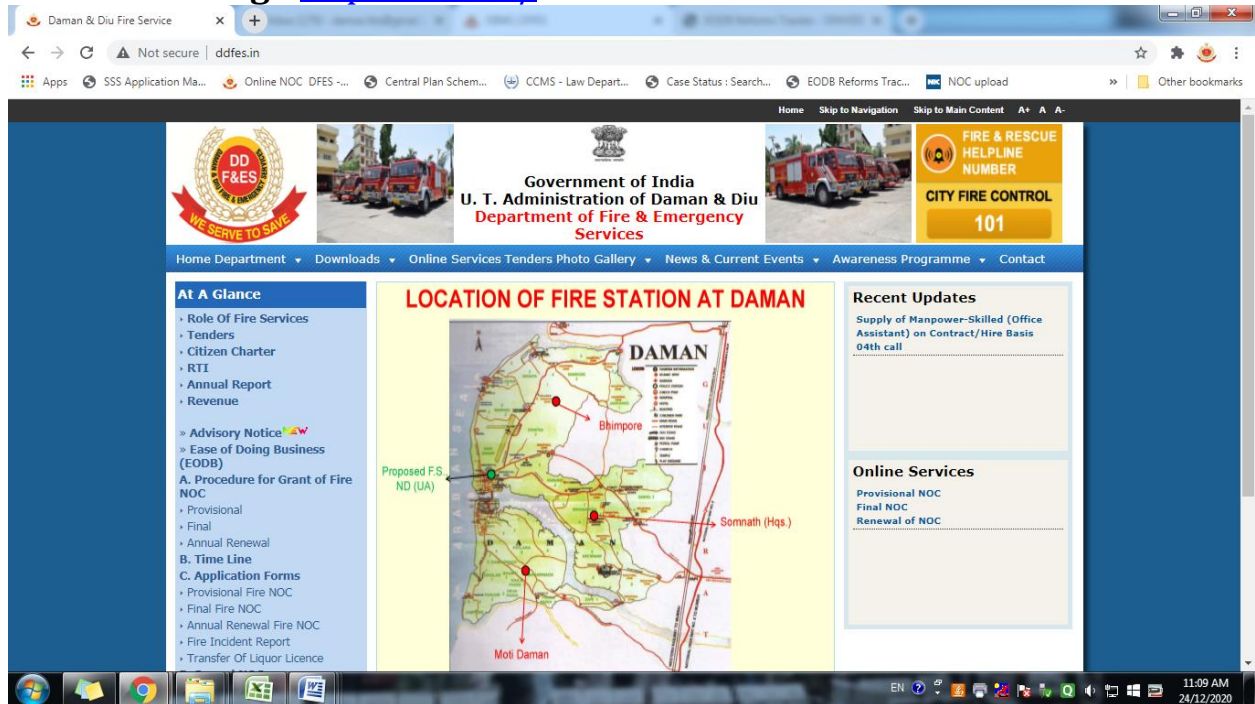 Daman & Diu Fire Service
Not secure | ddfes.in
Apps SSS Application Ma... Online NOC DFES -... Central Plan Schem... CCMS - Law Depart... Case Status : Search... EODB Reforms Trac... NOC upload » Other bookmarks
Home Skip to Navigation Skip to Main Content A+ A A-
DD
F&ES
WE SERVE TO SAVE
Government of India
U. T. Administration of Daman & Diu
Department of Fire & Emergency
Services
FIRE & RESCUE
HELPLINE
NUMBER
CITY FIRE CONTROL
101
Home Department Downloads Online Services Tenders Photo Gallery News & Current Events Awareness Programme Contact
At A Glance
Role Of Fire Services
Tenders
Citizen Charter
RTI
Annual Report
Revenue
» Advisory Notice NEW
» Ease of Doing Business
(EODB)
A. Procedure for Grant of Fire
NOC
Provisional
Final
Annual Renewal
B. Time Line
C. Application Forms
Provisional Fire NOC
Final Fire NOC
Annual Renewal Fire NOC
Fire Incident Report
Transfer Of Liquor Licence
LOCATION OF FIRE STATION AT DAMAN
DAMAN
Bhimpore
Proposed F.S.
ND (UA)
Somnath (Hqs.)
Moti Daman
Recent Updates
Supply of Manpower-Skilled (Office
Assistant) on Contract/Hire Basis
04th call
Online Services
Provisional NOC
Final NOC
Renewal of NOC
EN
11:09 AM
24/12/2020